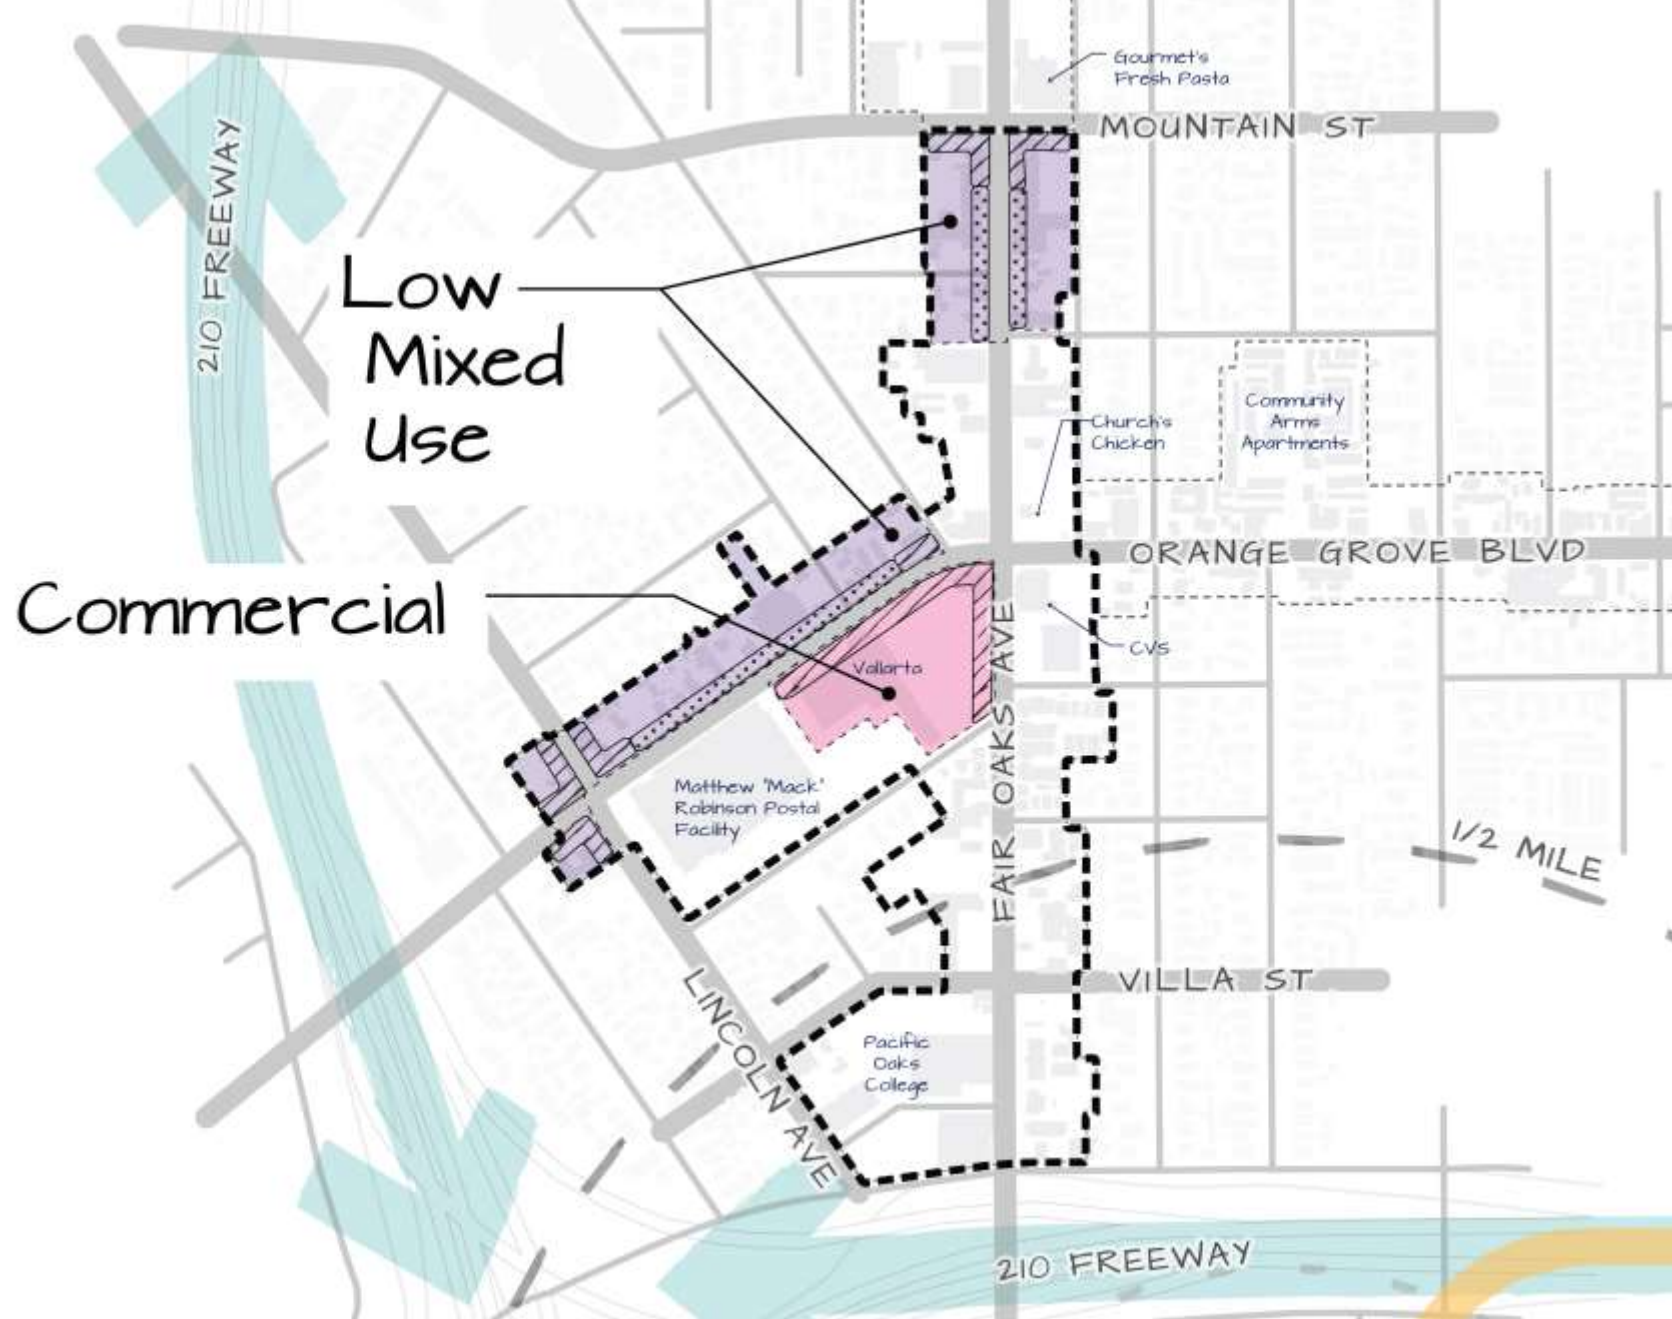 Gourmet's
Fresh Pasta
MOUNTAIN ST
210 FREEWAY
Low
Mixed
Use
Community
Arms
Apartments
Church's
Chicken
ORANGE GROVE BLVD
Commercial
CVS
Vallarta
FAIR OAKS AVE
Matthew "Mack"
Robinson Postal
Facility
1/2 MILE
VILLA ST
LINCOLN AVE
Pacific
Oaks
College
210 FREEWAY